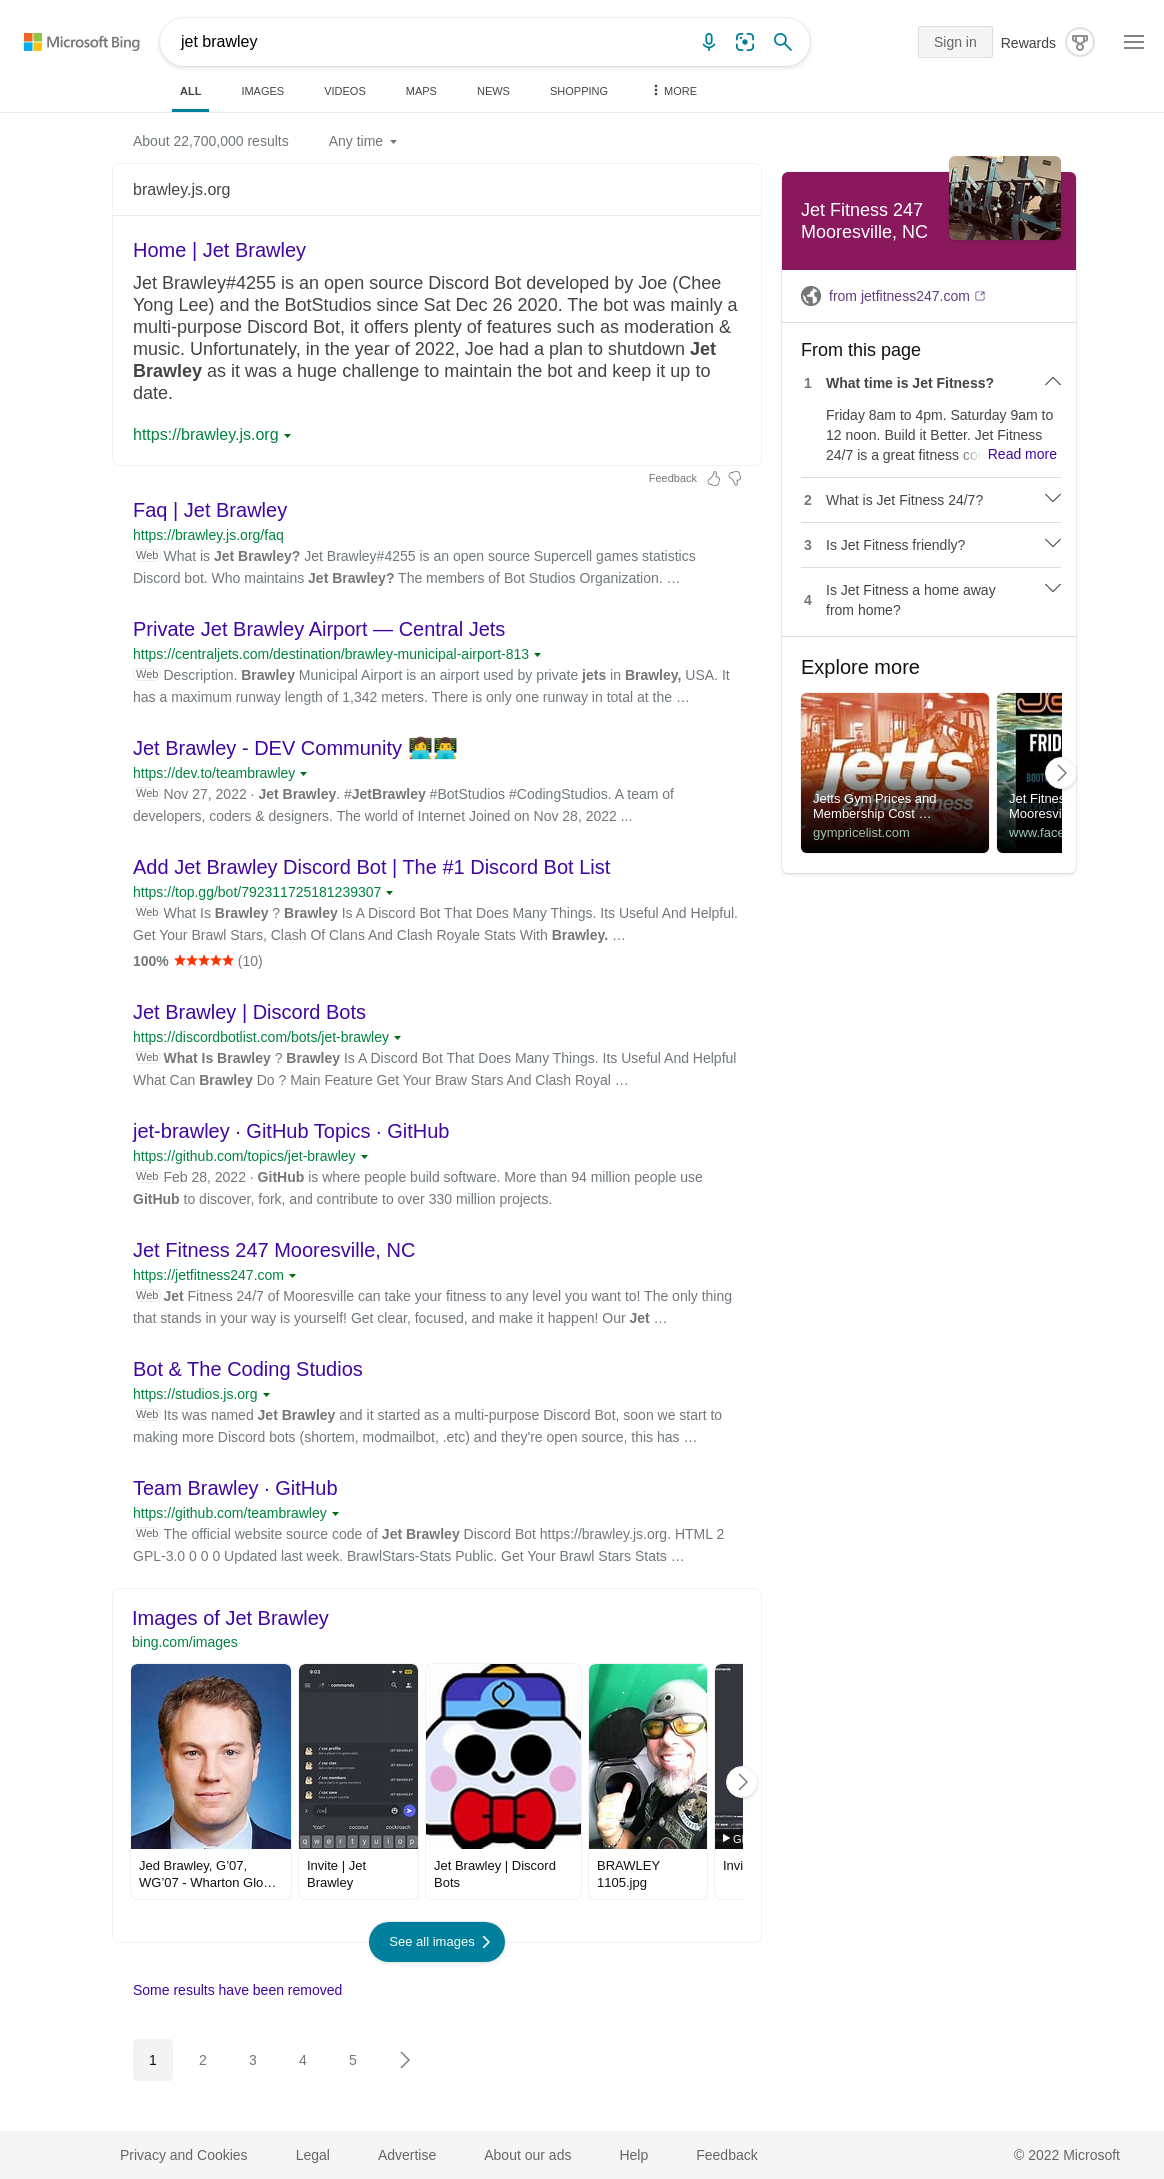 Microsoft Bing
jet brawley
Sign in
Rewards
ALL
IMAGES
VIDEOS
MAPS
NEWS
SHOPPING
MORE
About 22,700,000 results
Any time
brawley.js.org
Home | Jet Brawley
Jet Brawley#4255 is an open source Discord Bot developed by Joe (Chee
Yong Lee) and the BotStudios since Sat Dec 26 2020. The bot was mainly a
multi-purpose Discord Bot, it offers plenty of features such as moderation &
music. Unfortunately, in the year of 2022, Joe had a plan to shutdown Jet
Brawley as it was a huge challenge to maintain the bot and keep it up to
date.
https://brawley.js.org
Feedback
Faq | Jet Brawley
https://brawley.js.org/faq
Web What is Jet Brawley? Jet Brawley#4255 is an open source Supercell games statistics
Discord bot. Who maintains Jet Brawley? The members of Bot Studios Organization. …
Private Jet Brawley Airport — Central Jets
https://centraljets.com/destination/brawley-municipal-airport-813
Web Description. Brawley Municipal Airport is an airport used by private jets in Brawley, USA. It
has a maximum runway length of 1,342 meters. There is only one runway in total at the …
Jet Brawley - DEV Community 👩‍💻👨‍💻
https://dev.to/teambrawley
Web Nov 27, 2022 · Jet Brawley. #JetBrawley #BotStudios #CodingStudios. A team of
developers, coders & designers. The world of Internet Joined on Nov 28, 2022 ...
Add Jet Brawley Discord Bot | The #1 Discord Bot List
https://top.gg/bot/792311725181239307
Web What Is Brawley ? Brawley Is A Discord Bot That Does Many Things. Its Useful And Helpful.
Get Your Brawl Stars, Clash Of Clans And Clash Royale Stats With Brawley. …
100% ★★★★★ (10)
Jet Brawley | Discord Bots
https://discordbotlist.com/bots/jet-brawley
Web What Is Brawley ? Brawley Is A Discord Bot That Does Many Things. Its Useful And Helpful
What Can Brawley Do ? Main Feature Get Your Braw Stars And Clash Royal …
jet-brawley · GitHub Topics · GitHub
https://github.com/topics/jet-brawley
Web Feb 28, 2022 · GitHub is where people build software. More than 94 million people use
GitHub to discover, fork, and contribute to over 330 million projects.
Jet Fitness 247 Mooresville, NC
https://jetfitness247.com
Web Jet Fitness 24/7 of Mooresville can take your fitness to any level you want to! The only thing
that stands in your way is yourself! Get clear, focused, and make it happen! Our Jet …
Bot & The Coding Studios
https://studios.js.org
Web Its was named Jet Brawley and it started as a multi-purpose Discord Bot, soon we start to
making more Discord bots (shortem, modmailbot, .etc) and they're open source, this has …
Team Brawley · GitHub
https://github.com/teambrawley
Web The official website source code of Jet Brawley Discord Bot https://brawley.js.org. HTML 2
GPL-3.0 0 0 0 Updated last week. BrawlStars-Stats Public. Get Your Brawl Stars Stats …
Images of Jet Brawley
bing.com/images
9:03
commands
/ coc profile
JET-BRAWLEY
/ coc clan
JET-BRAWLEY
/ coc members
JET-BRAWLEY
/ coc save
JET-BRAWLEY
/coc
"coc"
coconut
cockroach
q w e r t y u i o p
Jed Brawley, G’07,
WG’07 - Wharton Glo…
Invite | Jet
Brawley
Jet Brawley | Discord
Bots
BRAWLEY
1105.jpg
Invi
See all images
Some results have been removed
1
2
3
4
5
Jet Fitness 247
Mooresville, NC
from jetfitness247.com
From this page
1 What time is Jet Fitness?
Friday 8am to 4pm. Saturday 9am to
12 noon. Build it Better. Jet Fitness
24/7 is a great fitness co Read more
2 What is Jet Fitness 24/7?
3 Is Jet Fitness friendly?
4 Is Jet Fitness a home away
from home?
Explore more
jetts
24 hour fitness
Jetts Gym Prices and
Membership Cost …
gympricelist.com
FRID
BOOT
Jet Fitnes
Mooresvi
www.face
Privacy and Cookies
Legal
Advertise
About our ads
Help
Feedback
© 2022 Microsoft